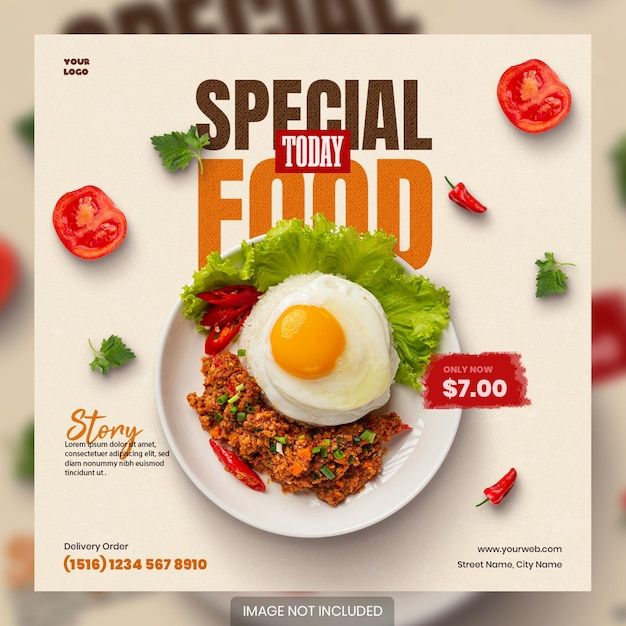 YOUR
LOGO
SPECIAL
TODAY
FOOD
ONLY NOW
$7.00
Story
Lorem ipsum dolor sit amet,
consectetuer adipiscing elit,
sed diam nonummy nibh euismod
tincidunt ut .
Delivery Order
(1516) 1234 567 8910
www.yourweb.com
Street Name, City Name
IMAGE NOT INCLUDED